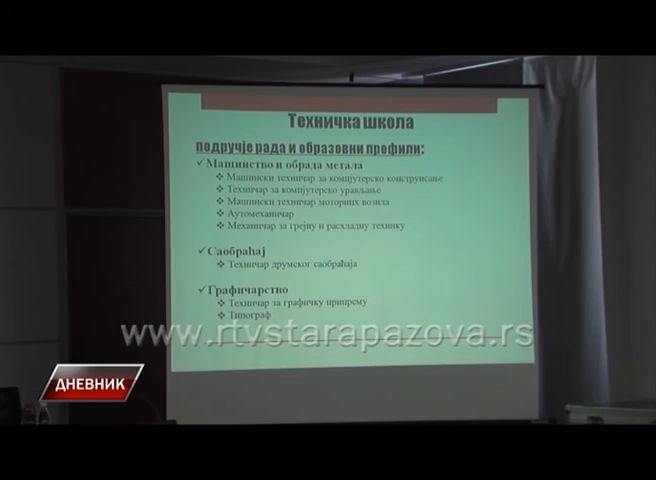 Техничка школа
подручје рада и образовни профили:
Машинство и обрада метала
Машински техничар за компјутерско конструисање
Техничар за компјутерско урављање
Машински техничар моторних возила
Аутомеханичар
Механичар за грејну и расхладну технику
Саобраћај
Техничар друмског саобраћаја
Графичарство
Техничар за графичку припрему
Типограф
www.rtvstarapazova.rs
ДНЕВНИК